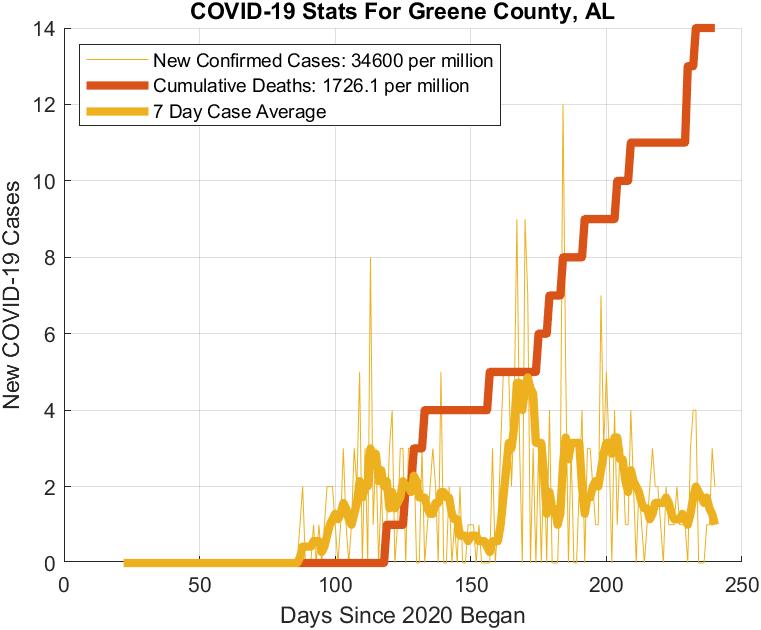 COVID-19 Stats For Greene County, AL
New Confirmed Cases: 34600 per million
Cumulative Deaths: 1726.1 per million
7 Day Case Average
New COVID-19 Cases
14
12
10
8
6
4
2
0
0 50 100 150 200 250
Days Since 2020 Began